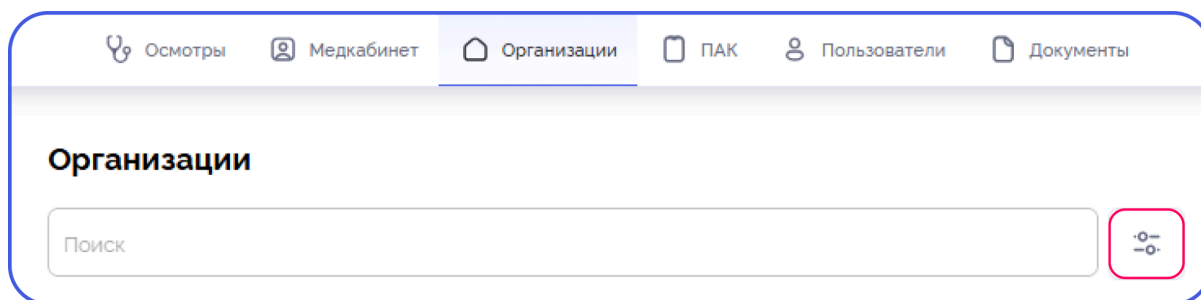 Осмотры Медкабинет Организации ПАК Пользователи Документы
Организации
Поиск